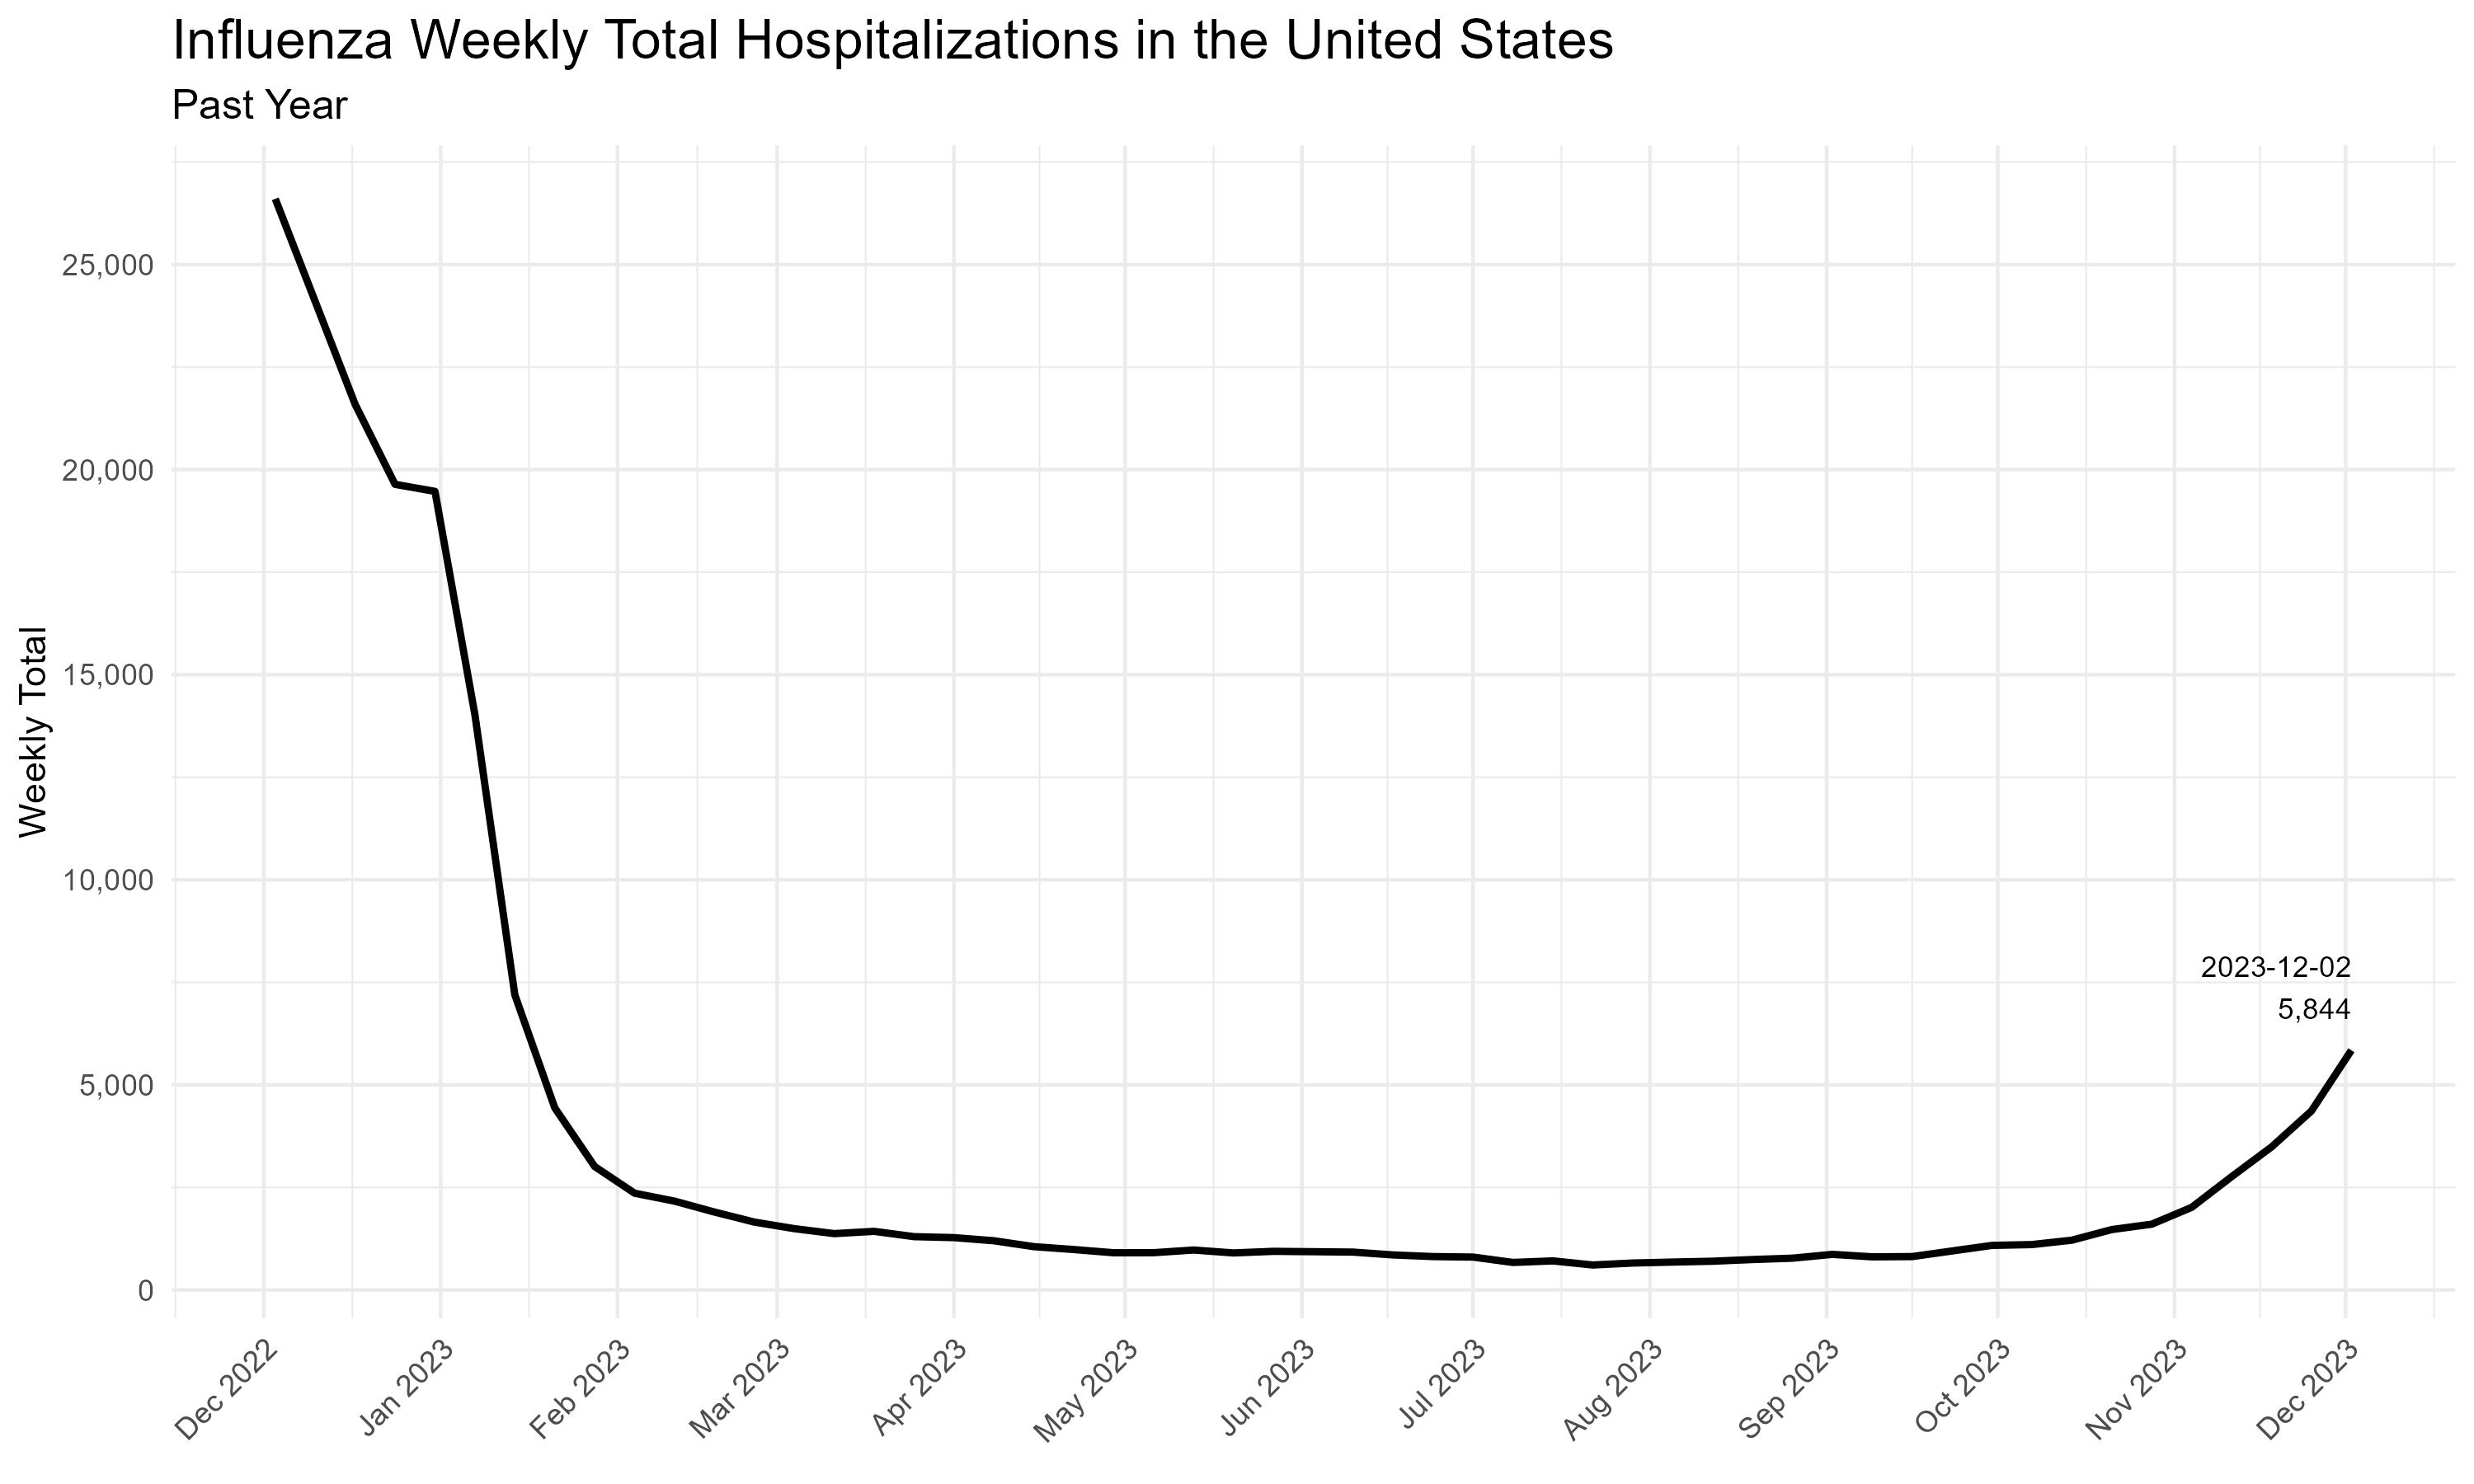 Influenza Weekly Total Hospitalizations in the United States
Past Year
Weekly Total
25,000
20,000
15,000
10,000
5,000
0
2023-12-02
5,844
Dec 2022
Jan 2023
Feb 2023
Mar 2023
Apr 2023
May 2023
Jun 2023
Jul 2023
Aug 2023
Sep 2023
Oct 2023
Nov 2023
Dec 2023